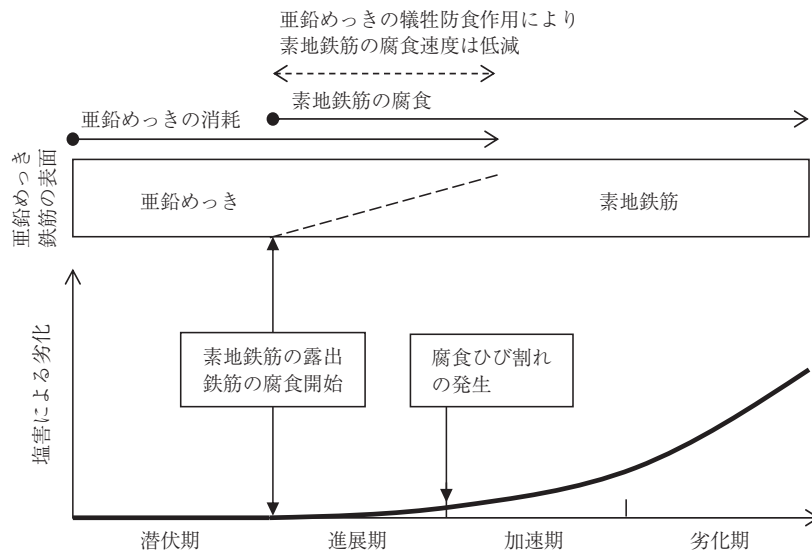 亜鉛めっきの犠牲防食作用により
素地鉄筋の腐食速度は低減
素地鉄筋の腐食
亜鉛めっきの消耗
亜鉛めっき
鉄筋の表面
亜鉛めっき
素地鉄筋
塩害による劣化
素地鉄筋の露出
鉄筋の腐食開始
腐食ひび割れ
の発生
潜伏期
進展期
加速期
劣化期